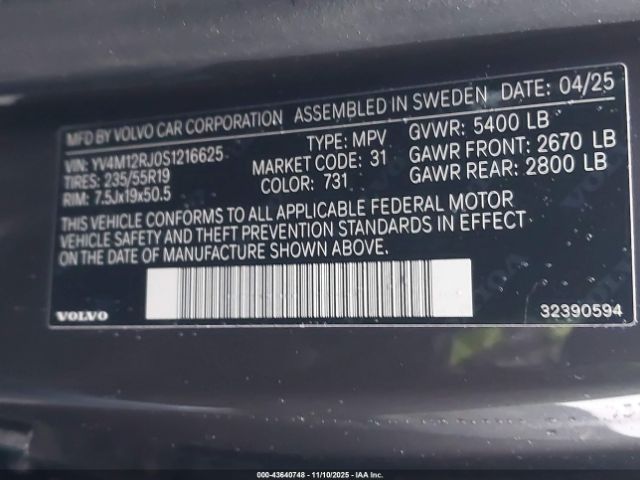 MFD BY VOLVO CAR CORPORATION ASSEMBLED IN SWEDEN DATE: 04/25
VIN: YV4M12RJ0S1216625 TYPE: MPV GVWR: 5400 LB
TIRES: 235/55R19 MARKET CODE: 31 GAWR FRONT: 2670 LB
RIM: 7.5Jx19x50.5 COLOR: 731 GAWR REAR: 2800 LB
THIS VEHICLE CONFORMS TO ALL APPLICABLE FEDERAL MOTOR
VEHICLE SAFETY AND THEFT PREVENTION STANDARDS IN EFFECT
ON THE DATE OF MANUFACTURE SHOWN ABOVE.
VOLVO 32390594
000-43640748 - 11/10/2025 - IAA Inc.